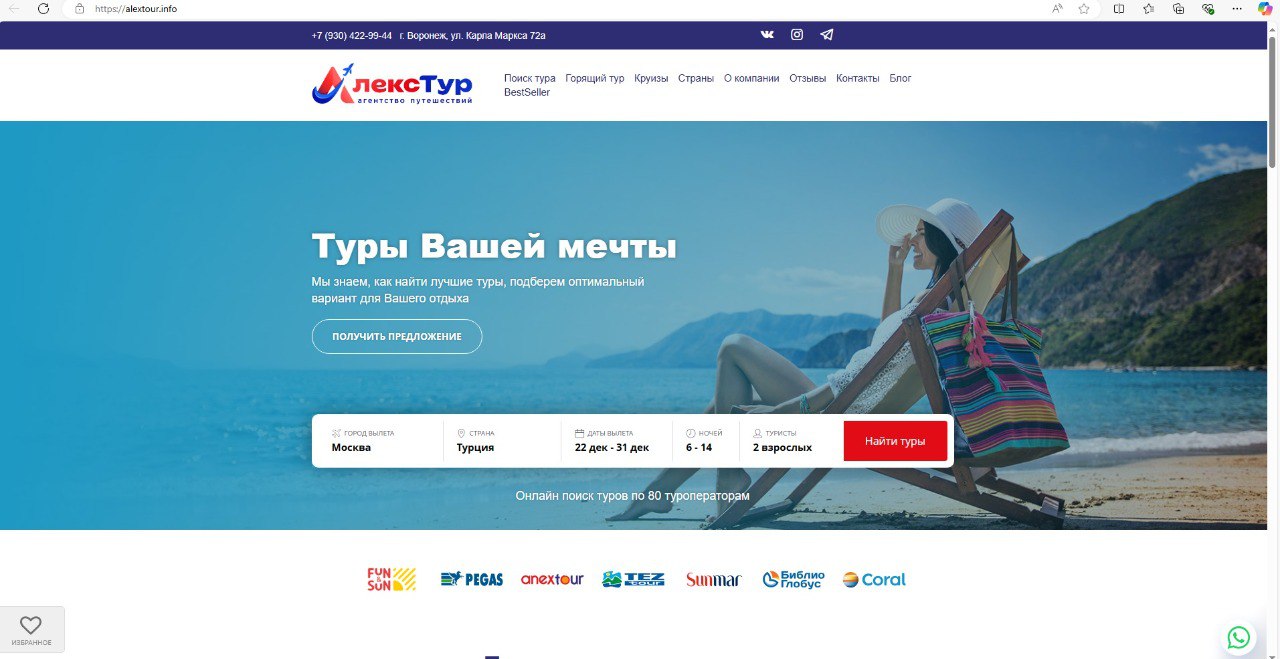 https://alextour.info
+7 (930) 422-99-44 г. Воронеж, ул. Карла Маркса 72а
АлексТур
агентство путешествий
Поиск тура Горящий тур Круизы Страны О компании Отзывы Контакты Блог
BestSeller
Туры Вашей мечты
Мы знаем, как найти лучшие туры, подберем оптимальный
вариант для Вашего отдыха
ПОЛУЧИТЬ ПРЕДЛОЖЕНИЕ
ГОРОД ВЫЛЕТА СТРАНА ДАТЫ ВЫЛЕТА НОЧЕЙ ТУРИСТЫ
Москва Турция 22 дек - 31 дек 6 - 14 2 взрослых Найти туры
Онлайн поиск туров по 80 туроператорам
FUN & SUN PEGAS anextour TEZ TOUR Sunmar Библио Глобус Coral
ИЗБРАННОЕ